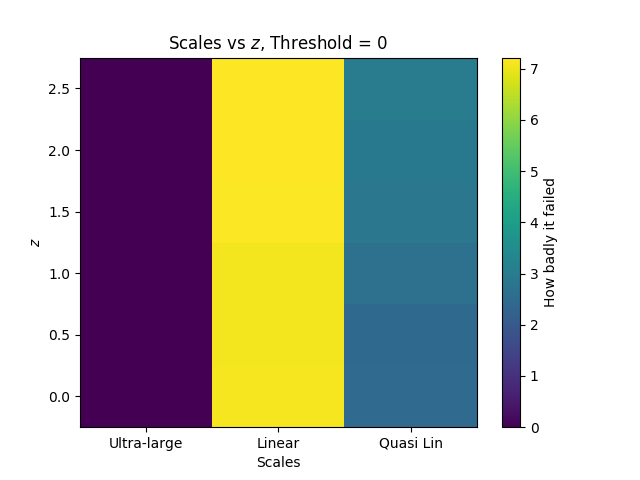 Scales vs z, Threshold = 0
2.5
2.0
1.5
1.0
0.5
0.0
z
Ultra-large Linear Quasi Lin
Scales
7
6
5
4
3
2
1
0
How badly it failed